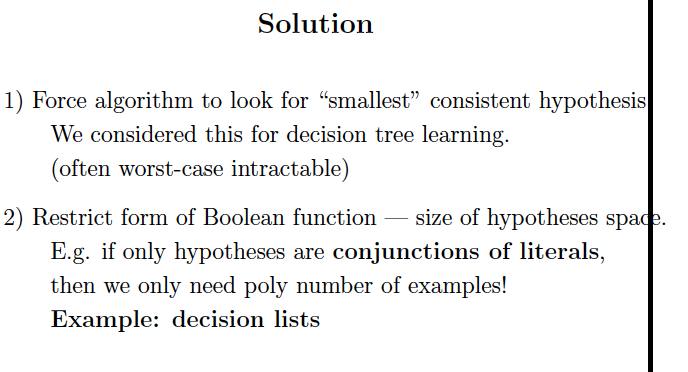 Solution
1) Force algorithm to look for “smallest” consistent hypothesis
We considered this for decision tree learning.
(often worst-case intractable)
2) Restrict form of Boolean function — size of hypotheses space.
E.g. if only hypotheses are conjunctions of literals,
then we only need poly number of examples!
Example: decision lists